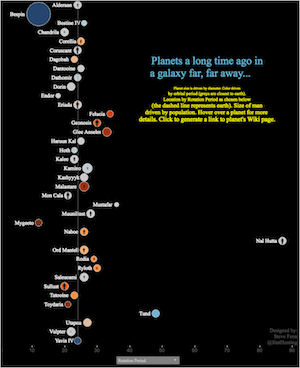 Alderson
Bespin
Bestine IV
Chandrila
Corellia
Coruscant
Dagobah
Dantooine
Dathomir
Doria
Endor
Eriadu
Felucia
Geonosis
Glee Anselm
Haruun Kal
Hoth
Kalee
Kamino
Kashyyyk
Malastare
Mon Cala
Mustafar
Muunilinst
Mygeeto
Naboo
Nal Hutta
Ord Mantell
Rodia
Ryloth
Saleucami
Sullust
Tatooine
Toydaria
Tund
Utapau
Vulpter
Yavin IV
Planets a long time ago in
a galaxy far, far away...
Planet size is driven by diameter. Color driven
by orbital period (greys are closest to earth).
Location by Rotation Period as shown below
(the dashed line represents earth). Size of man
driven by population. Hover over a planet for more
details. Click to generate a link to planet's Wiki page.
Designed by:
Steve Fenn
@StatHunting
10 20 30 40 50 60 70 80 90
Rotation Period